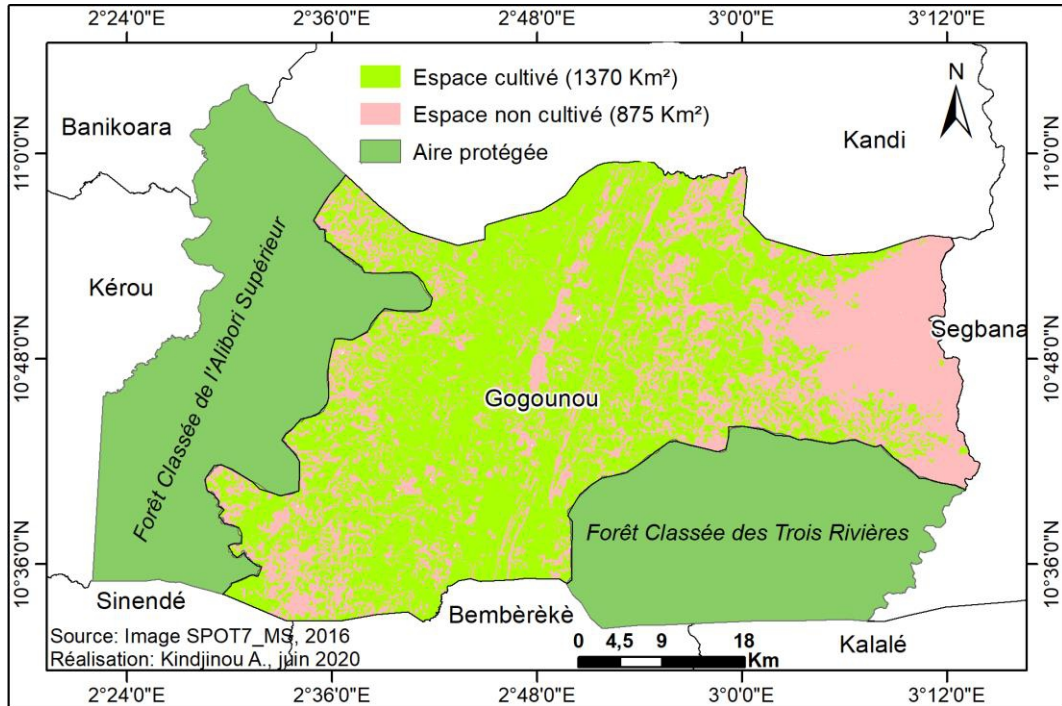 2°24'0"E 2°36'0"E 2°48'0"E 3°0'0"E 3°12'0"E
Espace cultivé (1370 Km²)
Espace non cultivé (875 Km²)
Aire protégée
N
Banikoara
Kandi
11°0'0"N
11°0'0"N
Kérou
Forêt Classée de l'Alibori Supérieur
Segbana
10°48'0"N
10°48'0"N
Gogounou
Forêt Classée des Trois Rivières
10°36'0"N
10°36'0"N
Sinendé
Bembèrèkè
Kalalé
Source: Image SPOT7_MS, 2016
Réalisation: Kindjinou A., juin 2020
0 4,5 9 18
Km
2°24'0"E 2°36'0"E 2°48'0"E 3°0'0"E 3°12'0"E